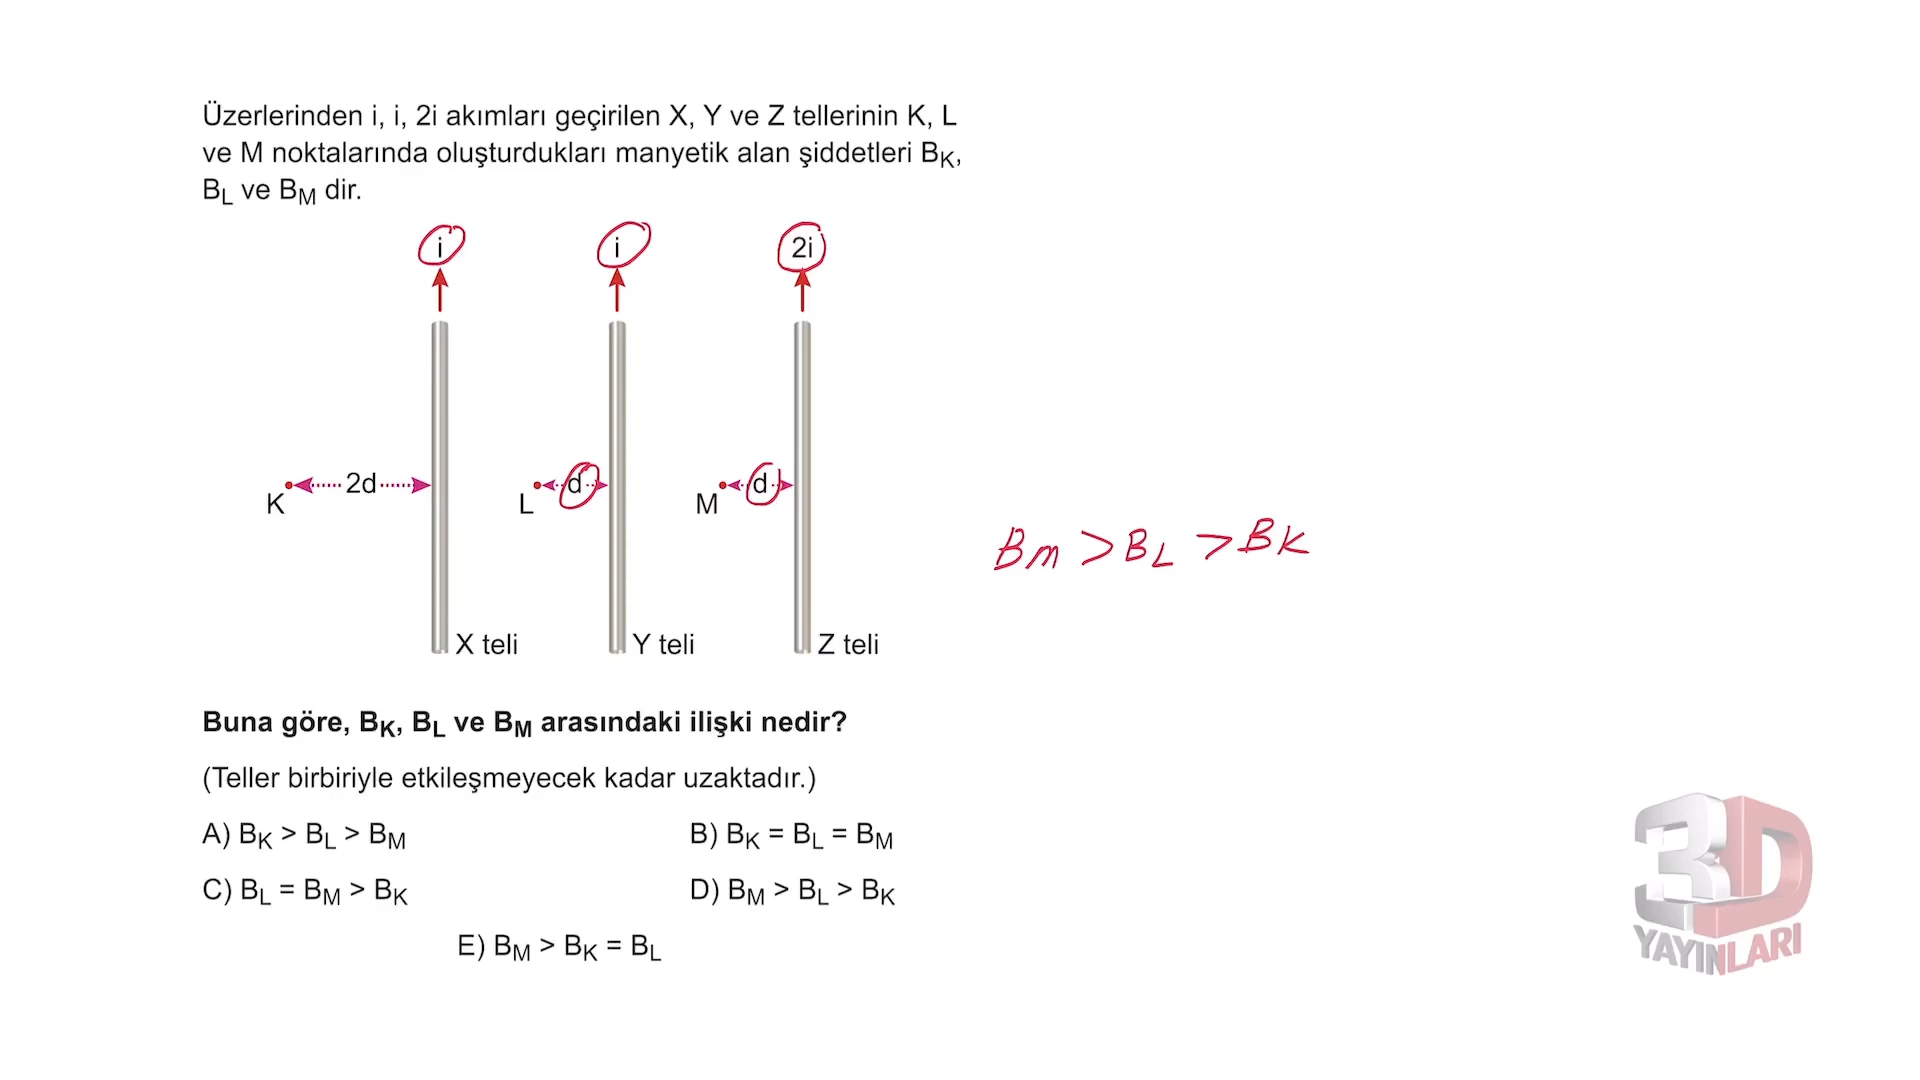 Üzerlerinden i, i, 2i akımları geçirilen X, Y ve Z tellerinin K, L
ve M noktalarında oluşturdukları manyetik alan şiddetleri BK,
BL ve BM dir.
i i 2i
K 2d L d M d
Bm > BL > BK
X teli Y teli Z teli
Buna göre, BK, BL ve BM arasındaki ilişki nedir?
(Teller birbiriyle etkileşmeyecek kadar uzaktadır.)
A) BK > BL > BM B) BK = BL = BM
C) BL = BM > BK D) BM > BL > BK
E) BM > BK = BL
3D
YAYINLARI